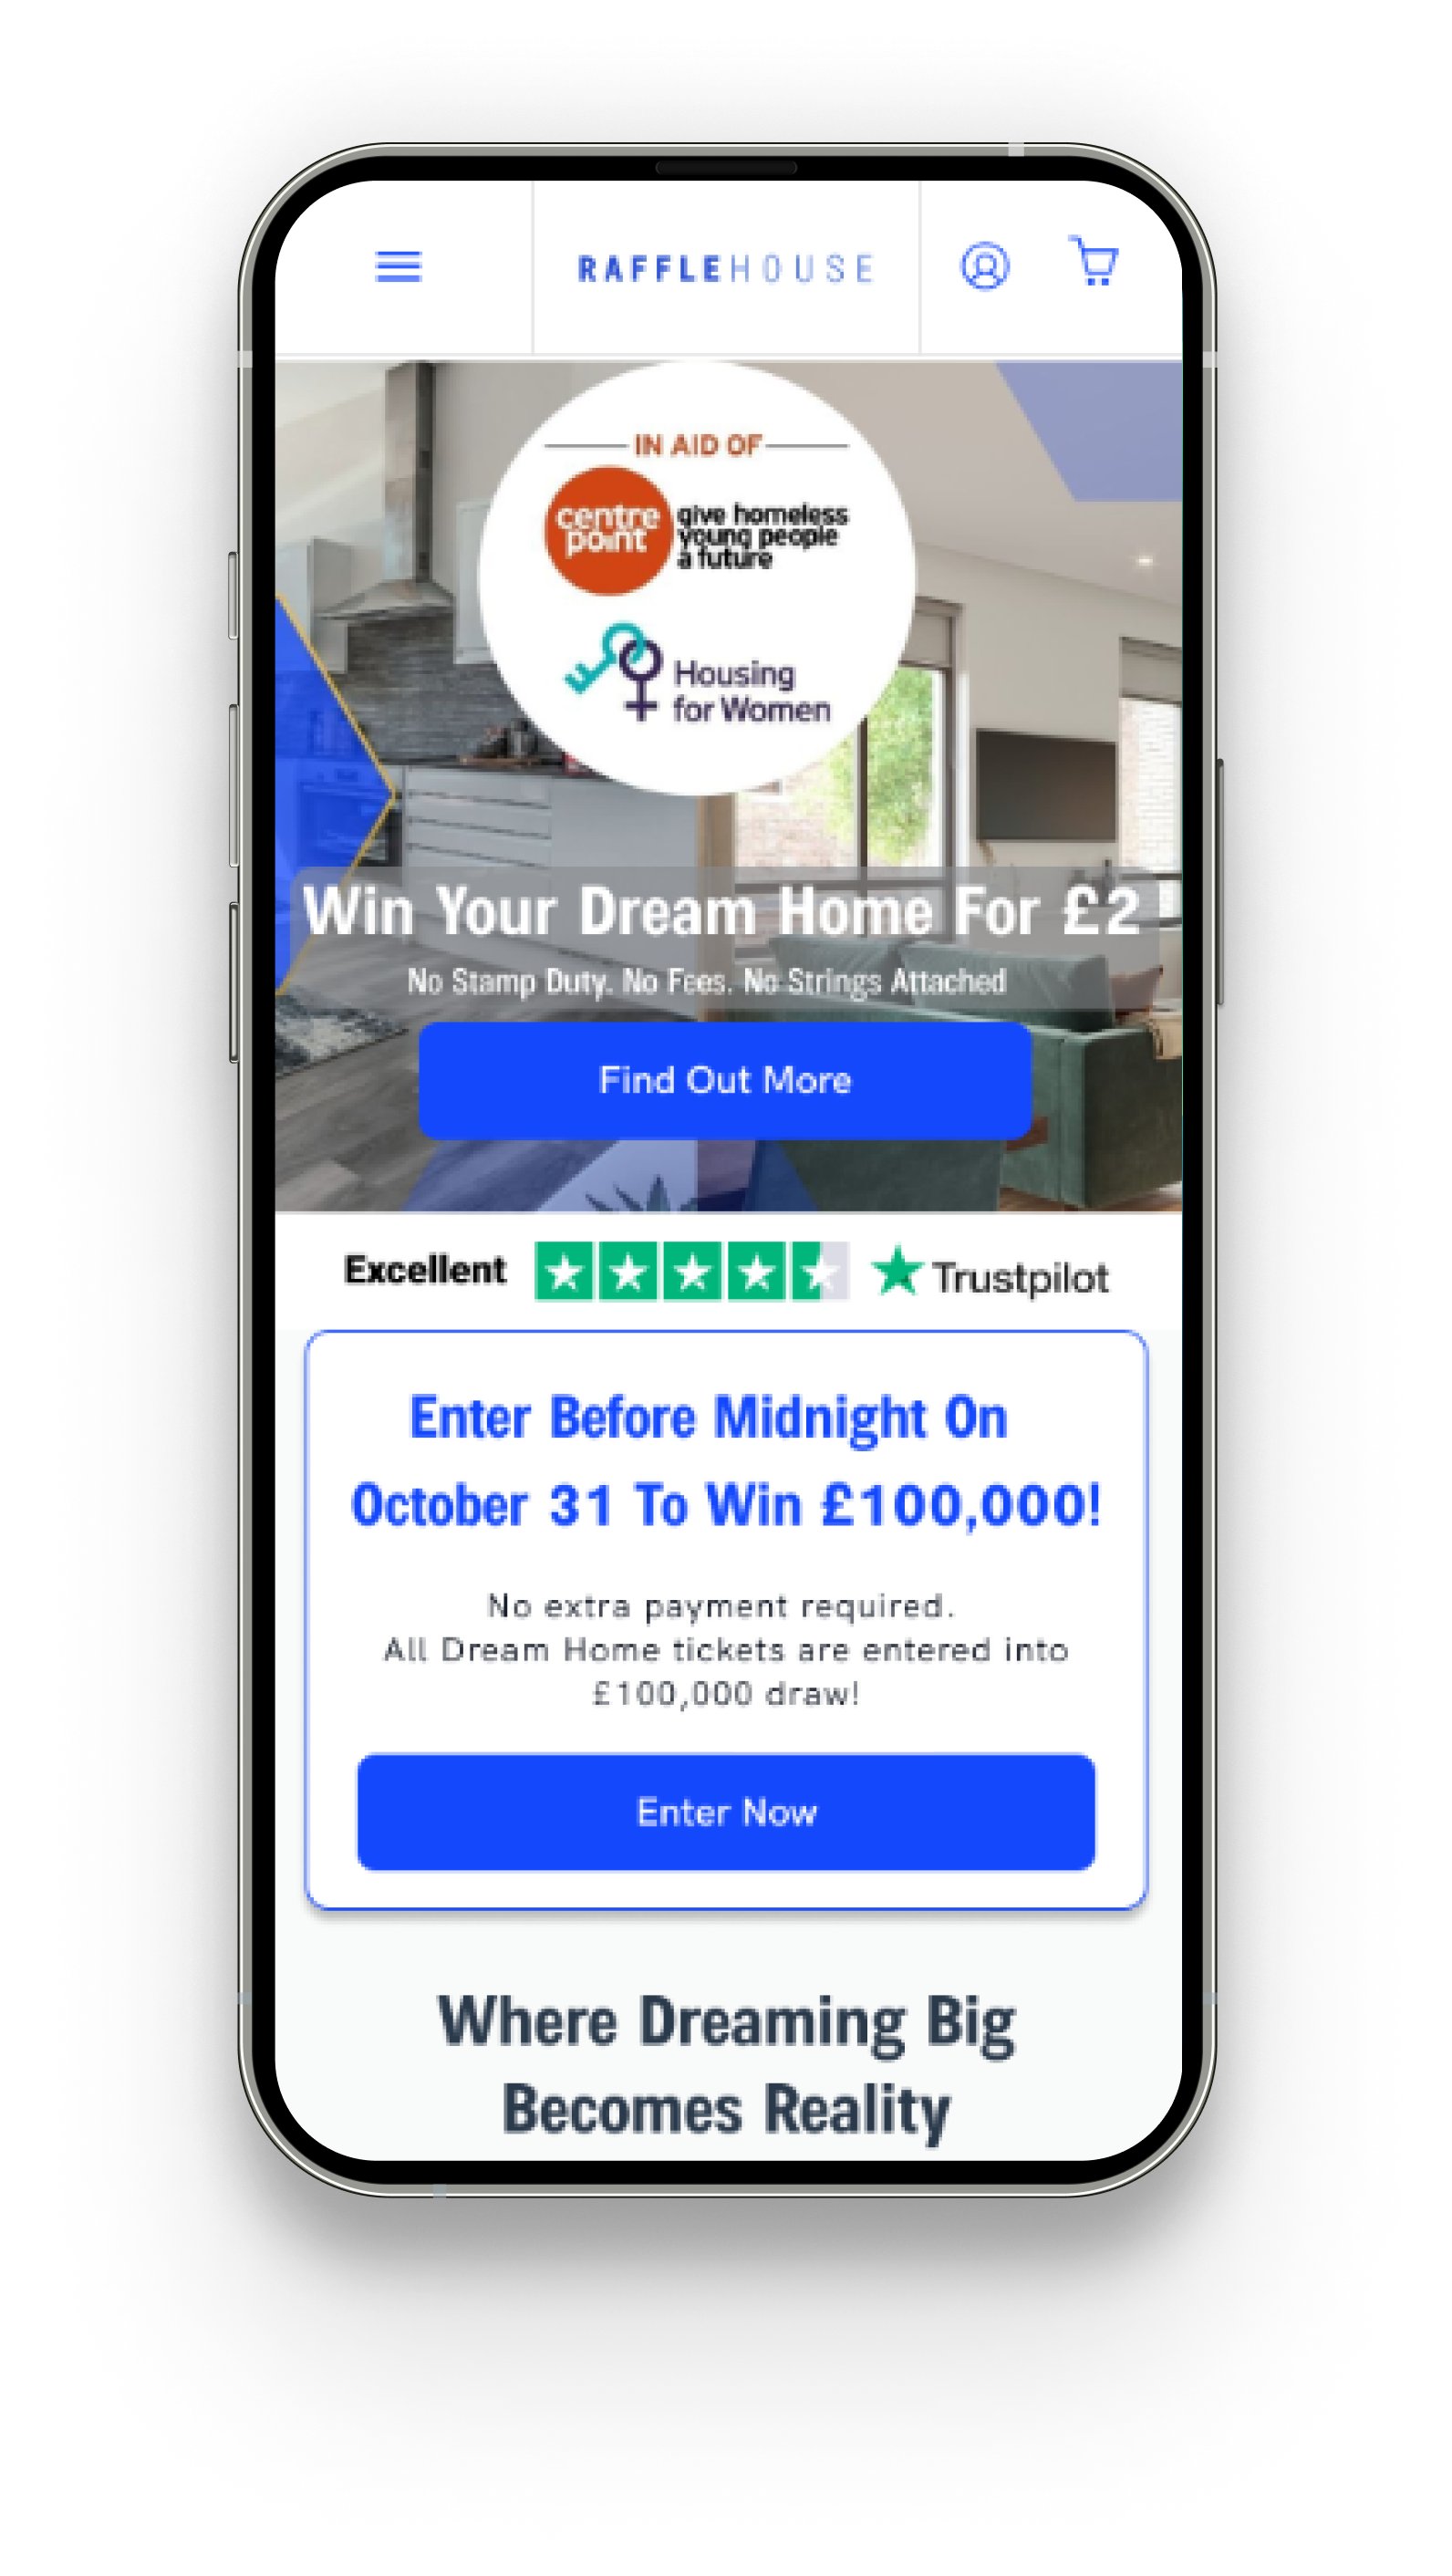 RAFFLEHOUSE
IN AID OF
centre
point
give homeless
young people
a future
Housing
for Women
Win Your Dream Home For £2
No Stamp Duty. No Fees. No Strings Attached
Find Out More
Excellent
Trustpilot
Enter Before Midnight On
October 31 To Win £100,000!
No extra payment required.
All Dream Home tickets are entered into
£100,000 draw!
Enter Now
Where Dreaming Big
Becomes Reality